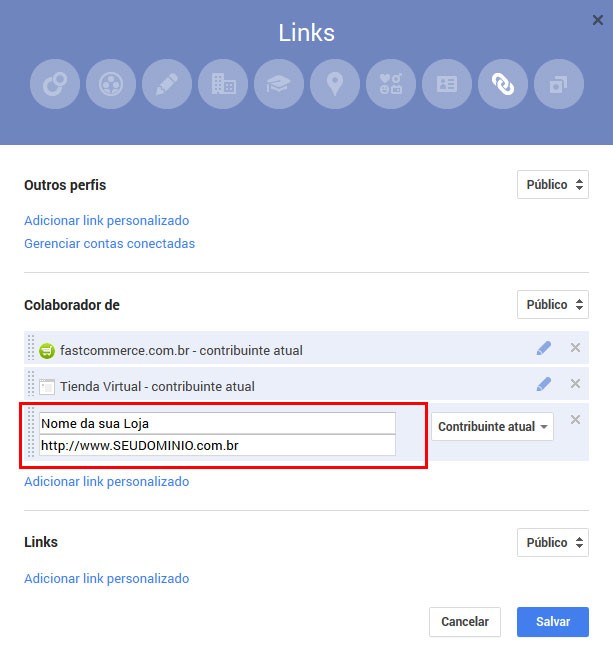 Links
Outros perfis
Público
Adicionar link personalizado
Gerenciar contas conectadas
Colaborador de
Público
fastcommerce.com.br - contribuinte atual
Tienda Virtual - contribuinte atual
Nome da sua Loja
http://www.SEUDOMINIO.com.br
Contribuinte atual
Adicionar link personalizado
Links
Público
Adicionar link personalizado
Cancelar
Salvar